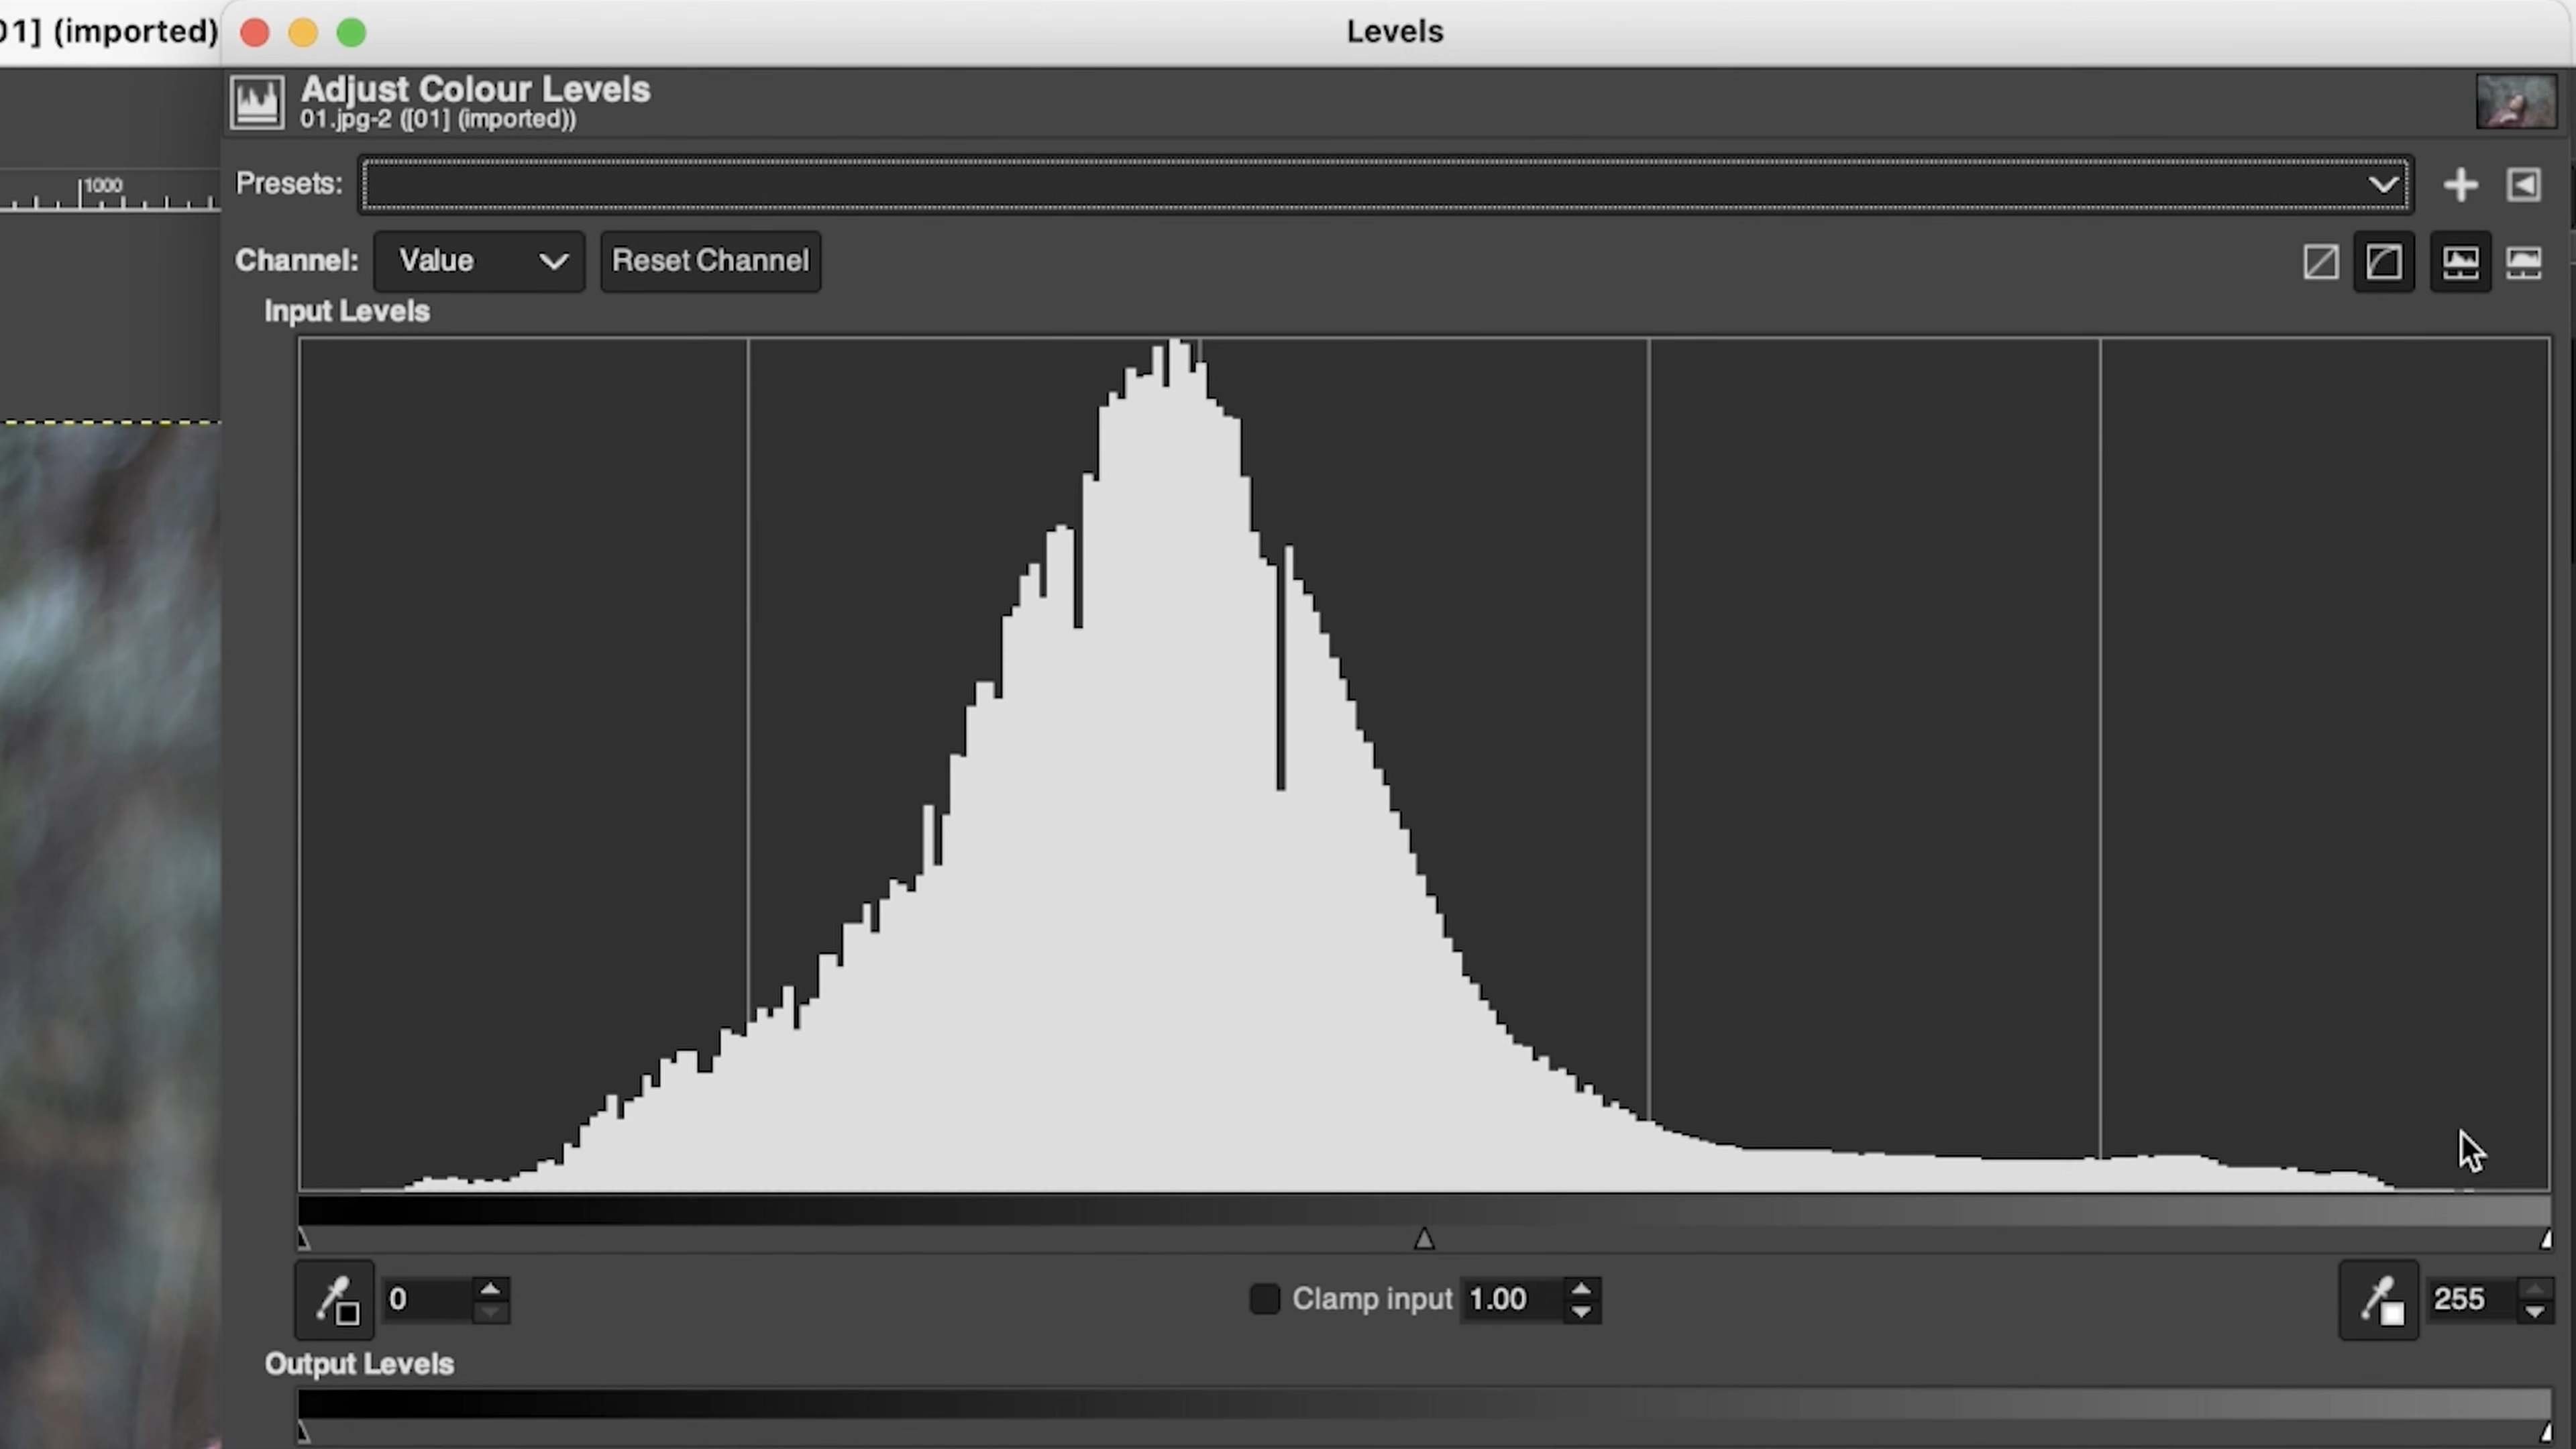 01] (imported)
Levels
Adjust Colour Levels
01.jpg-2 ([01] (imported))
1000
Presets:
Channel: Value Reset Channel
Input Levels
0 Clamp input 1.00 255
Output Levels